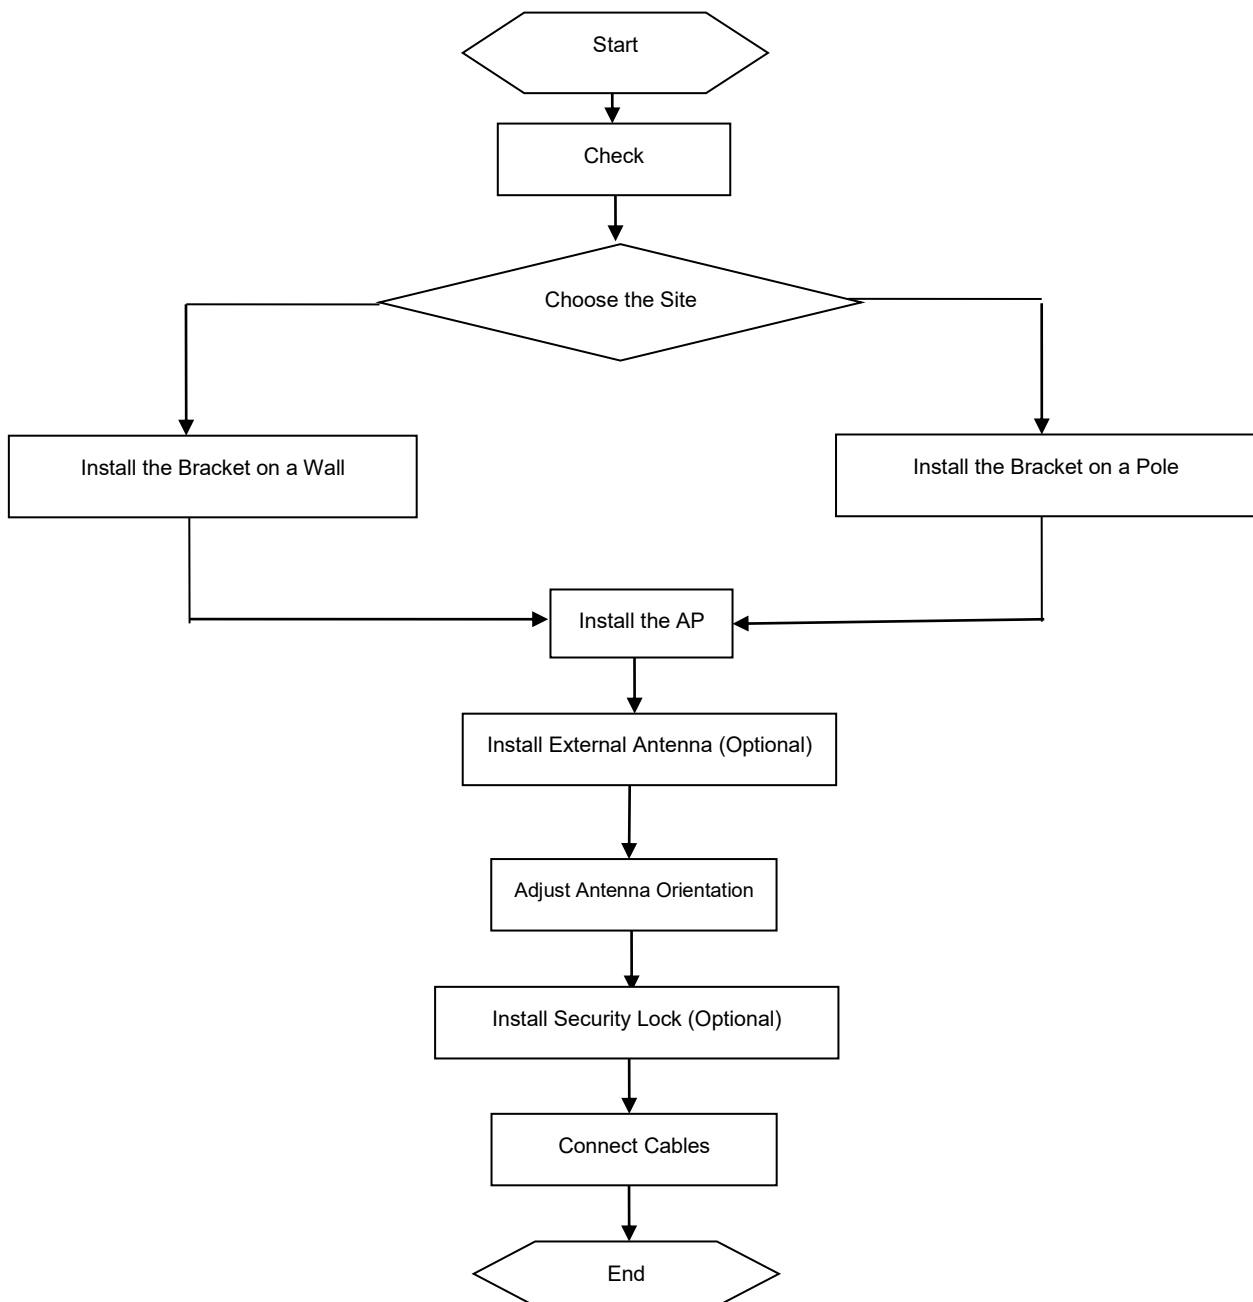 Start
Check
Choose the Site
Install the Bracket on a Wall
Install the Bracket on a Pole
Install the AP
Install External Antenna (Optional)
Adjust Antenna Orientation
Install Security Lock (Optional)
Connect Cables
End